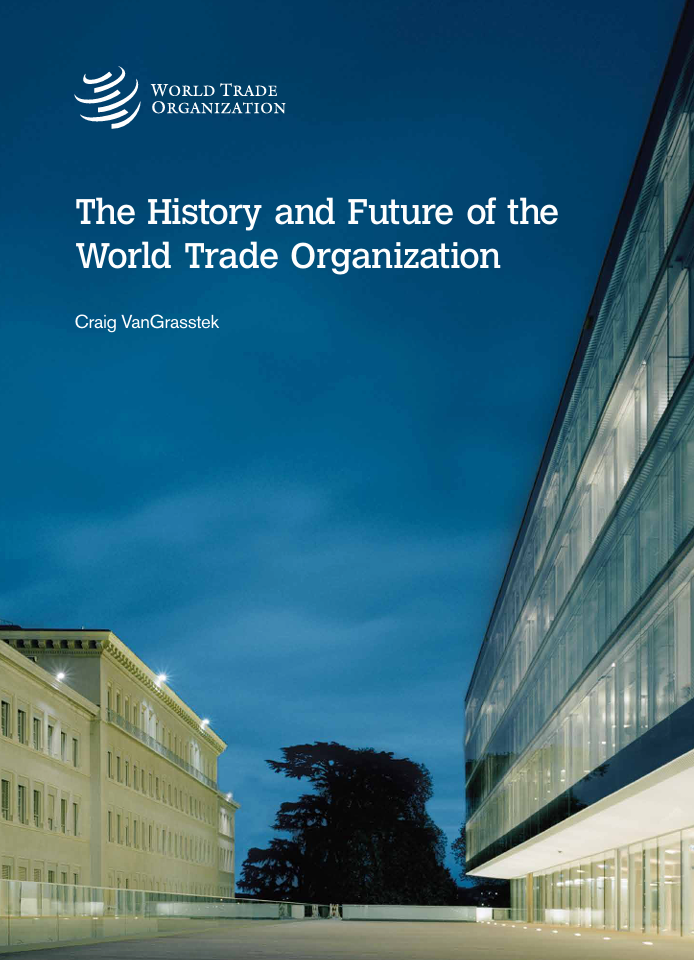 WORLD TRADE
ORGANIZATION
The History and Future of the
World Trade Organization
Craig VanGrasstek